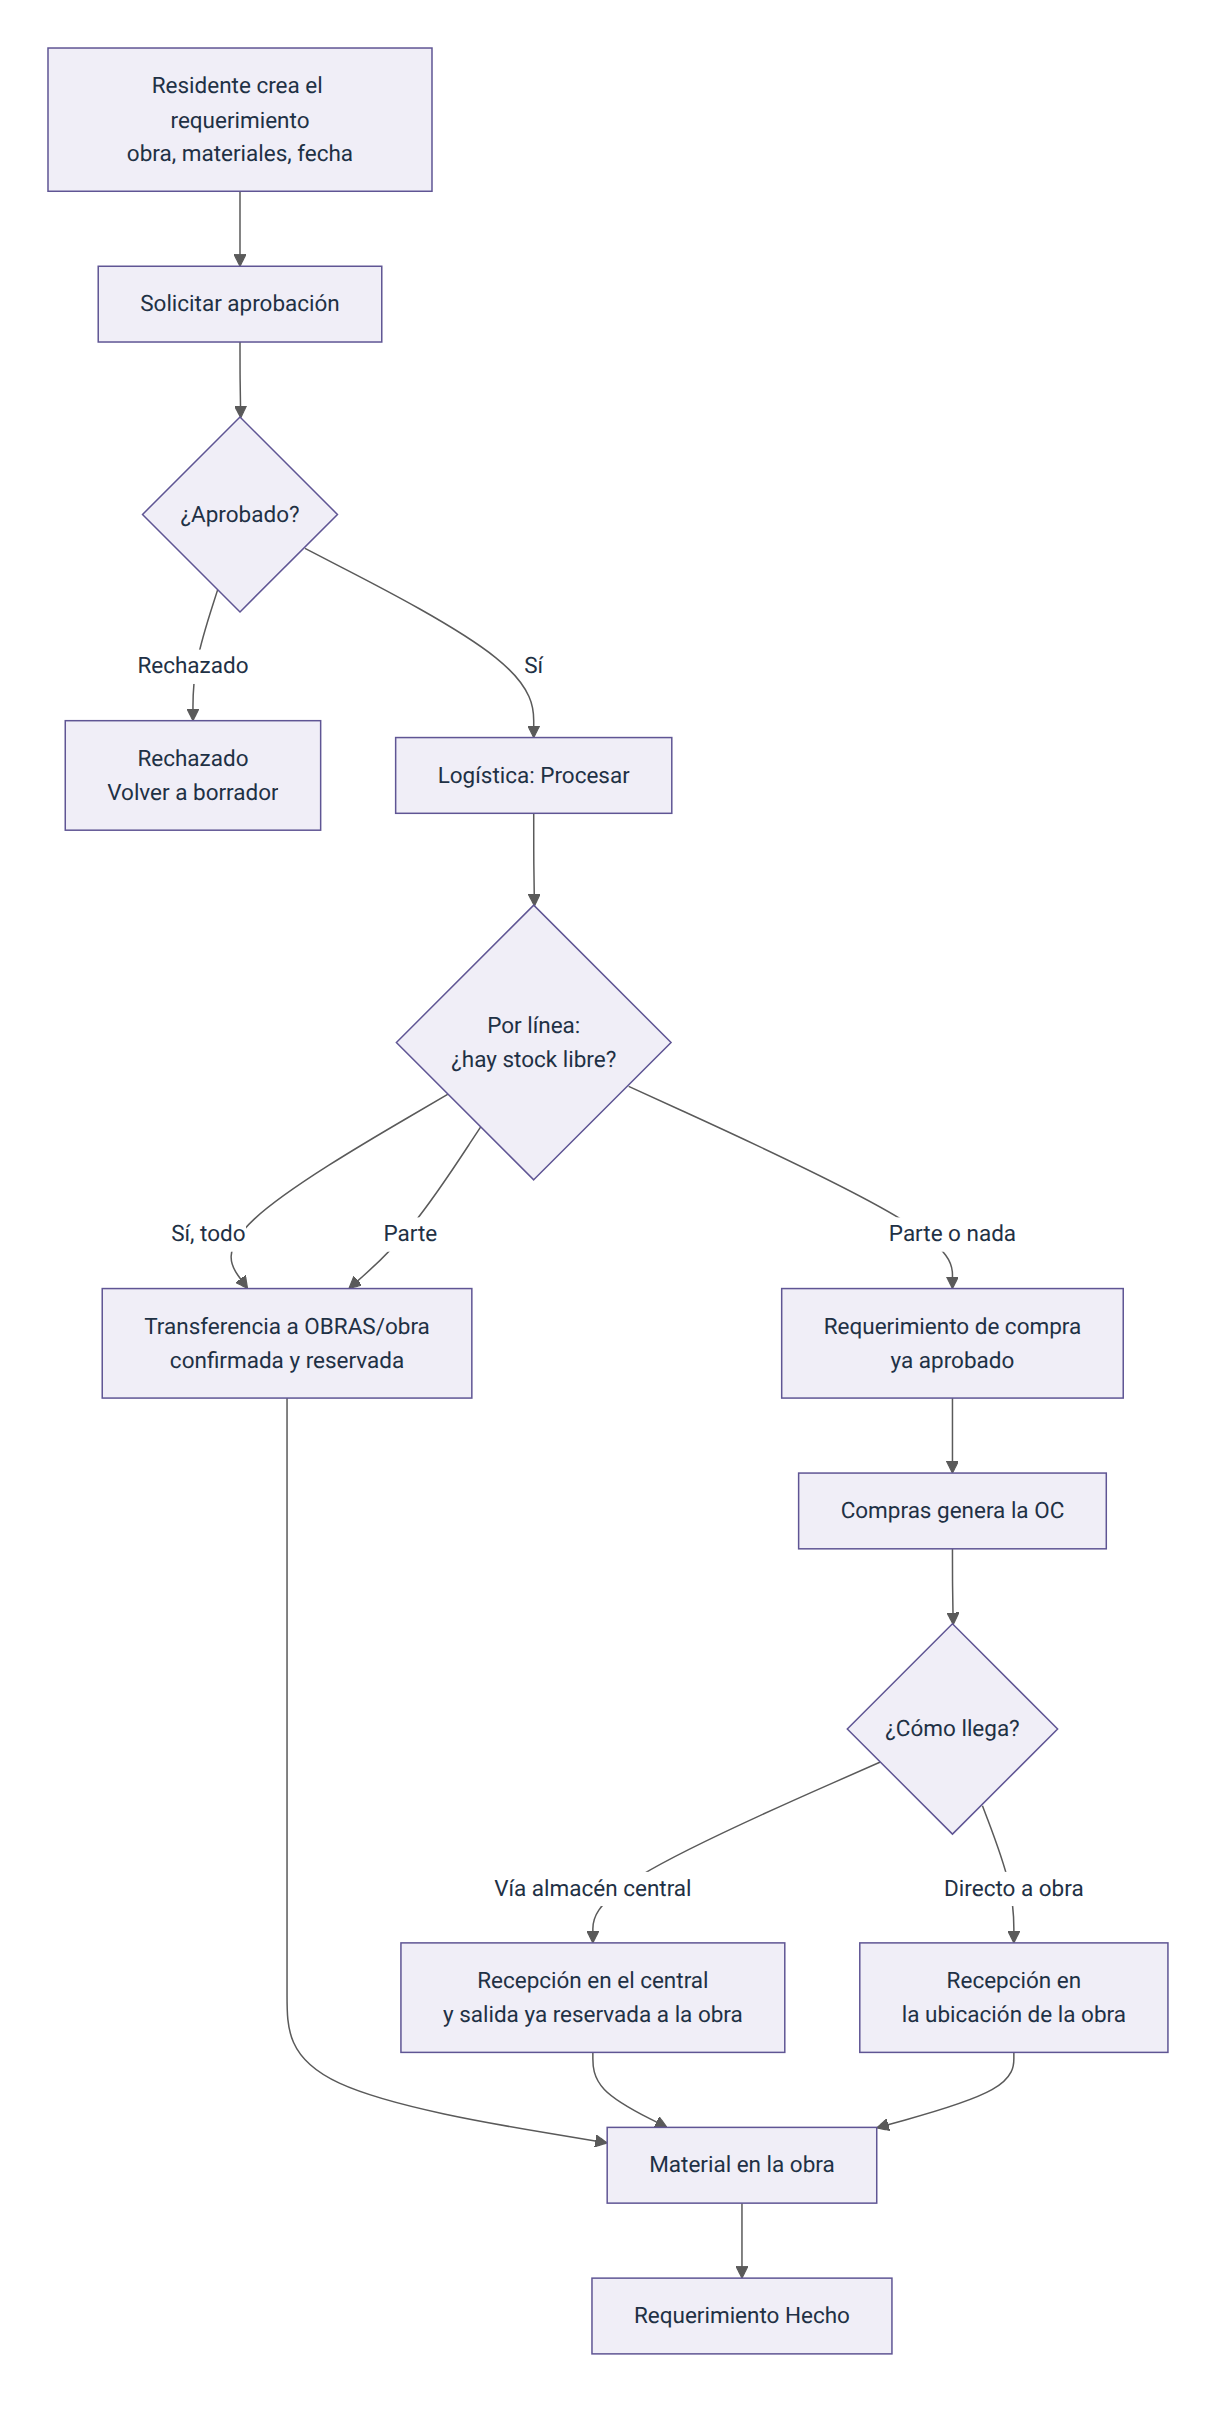 Residente crea el
requerimiento
obra, materiales, fecha
Solicitar aprobación
¿Aprobado?
Rechazado
Sí
Rechazado
Volver a borrador
Logística: Procesar
Por línea:
¿hay stock libre?
Sí, todo
Parte
Parte o nada
Transferencia a OBRAS/obra
confirmada y reservada
Requerimiento de compra
ya aprobado
Compras genera la OC
¿Cómo llega?
Vía almacén central
Directo a obra
Recepción en el central
y salida ya reservada a la obra
Recepción en
la ubicación de la obra
Material en la obra
Requerimiento Hecho